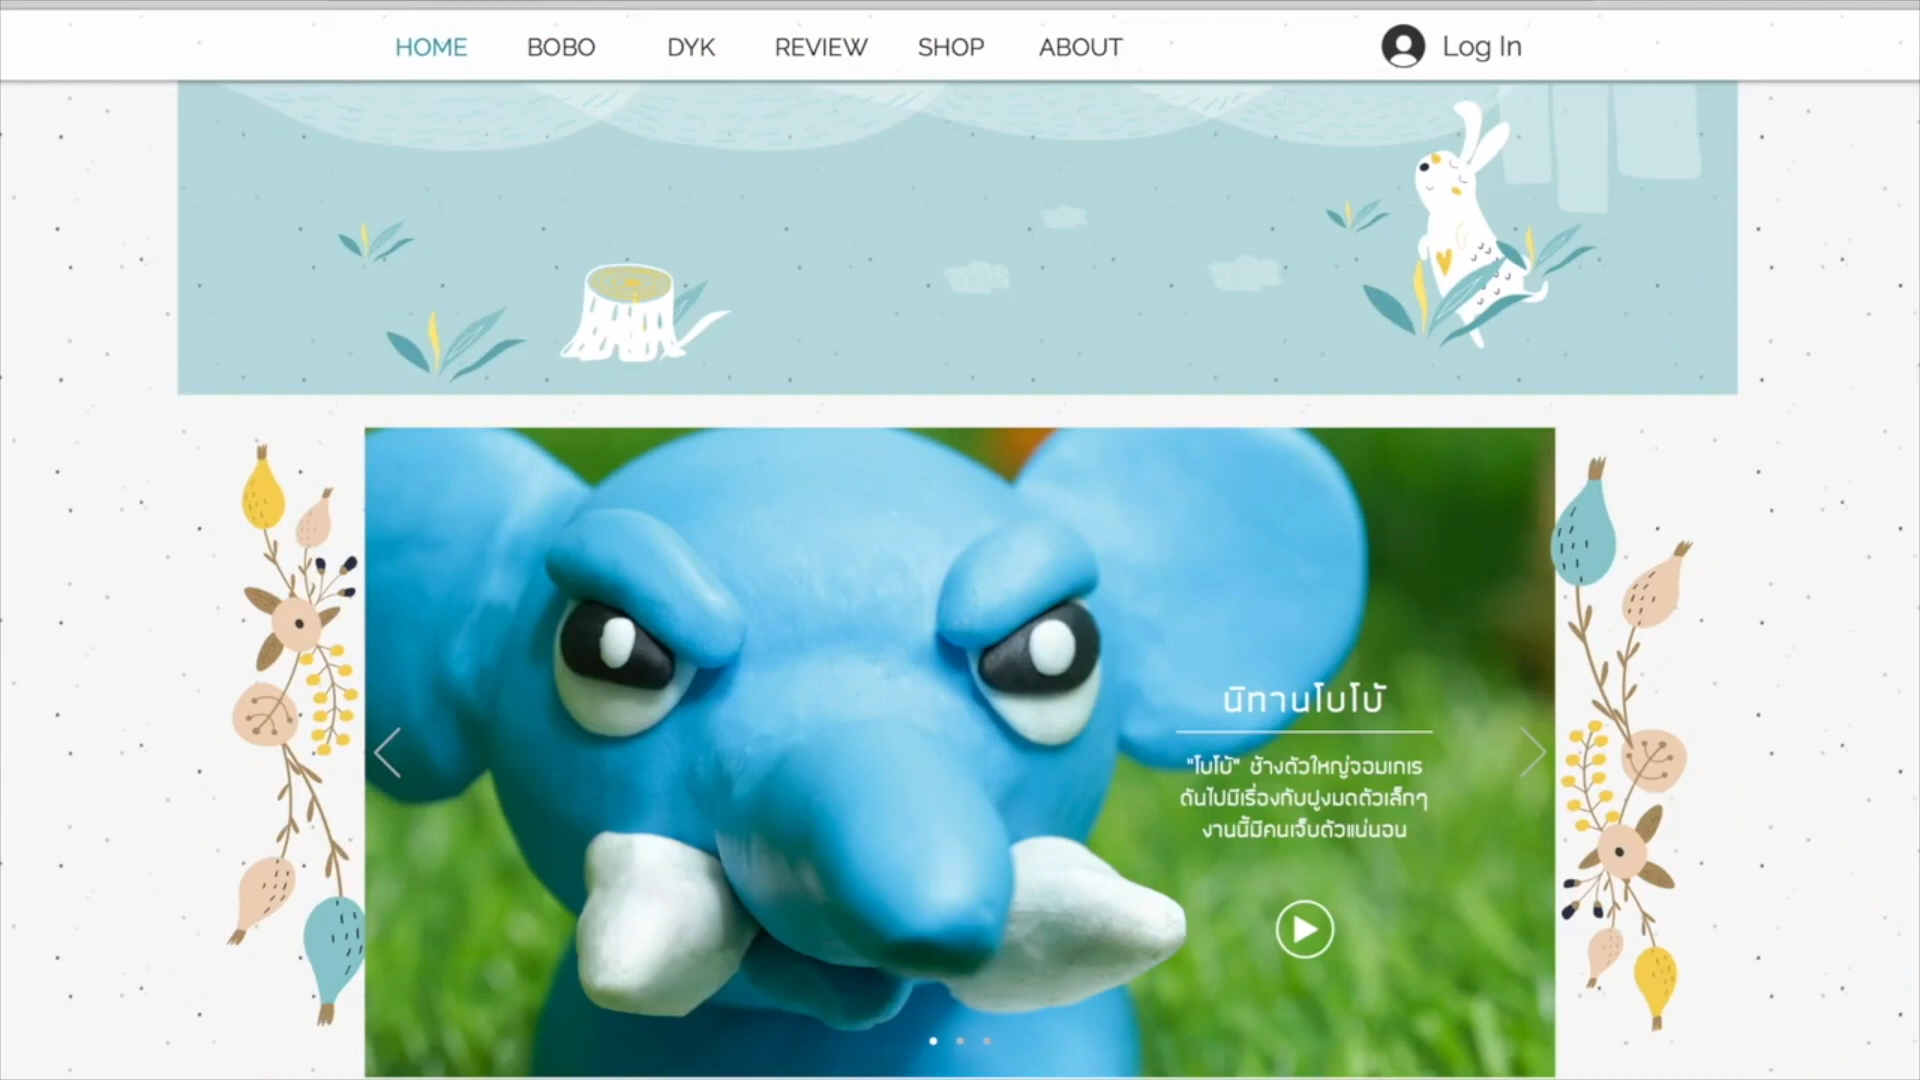 HOME BOBO DYK REVIEW SHOP ABOUT Log In
นิทานโบโบ้
"โบโบ้" ช้างตัวใหญ่จอมเกเร
ดันไปมีเรื่องกับฝูงมดตัวเล็กๆ
งานนี้มีคนเจ็บตัวแน่นอน